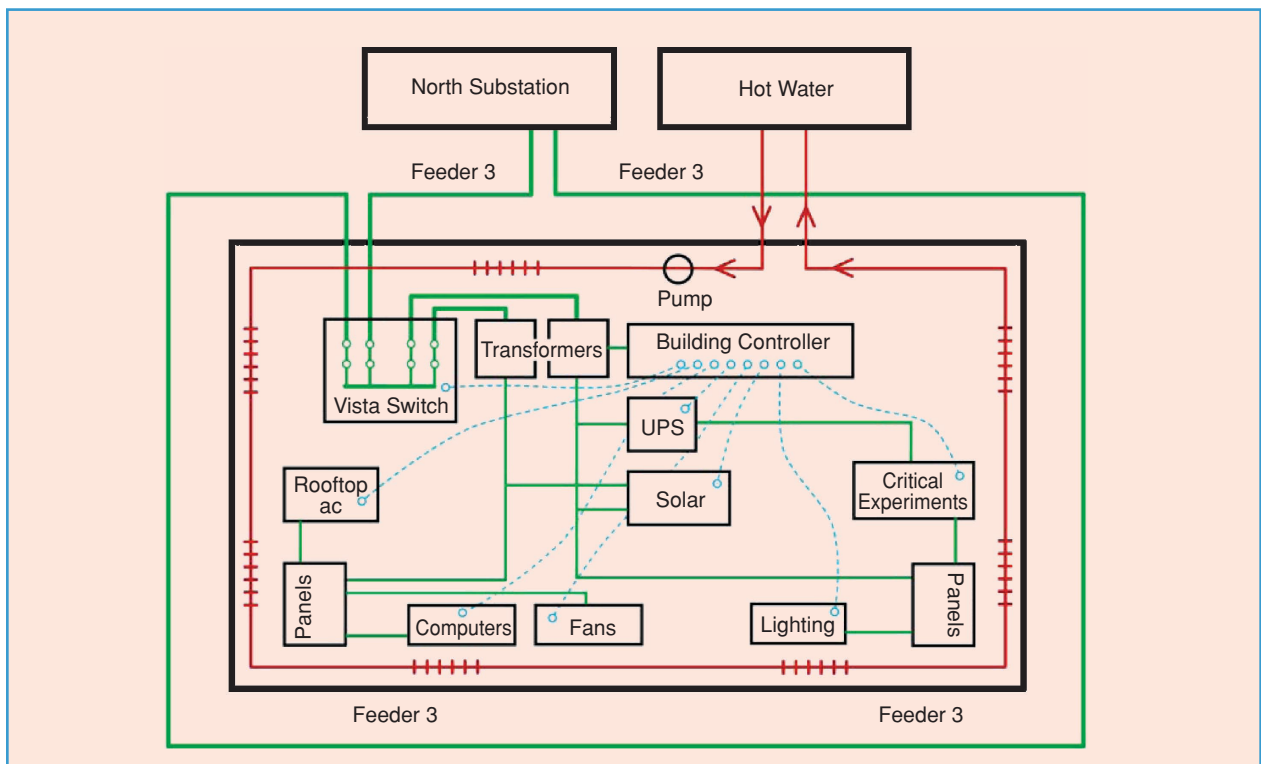 North Substation
Hot Water
Feeder 3
Feeder 3
Pump
Transformers
Building Controller
Vista Switch
UPS
Rooftop
ac
Solar
Critical
Experiments
Panels
Computers
Fans
Lighting
Panels
Feeder 3
Feeder 3